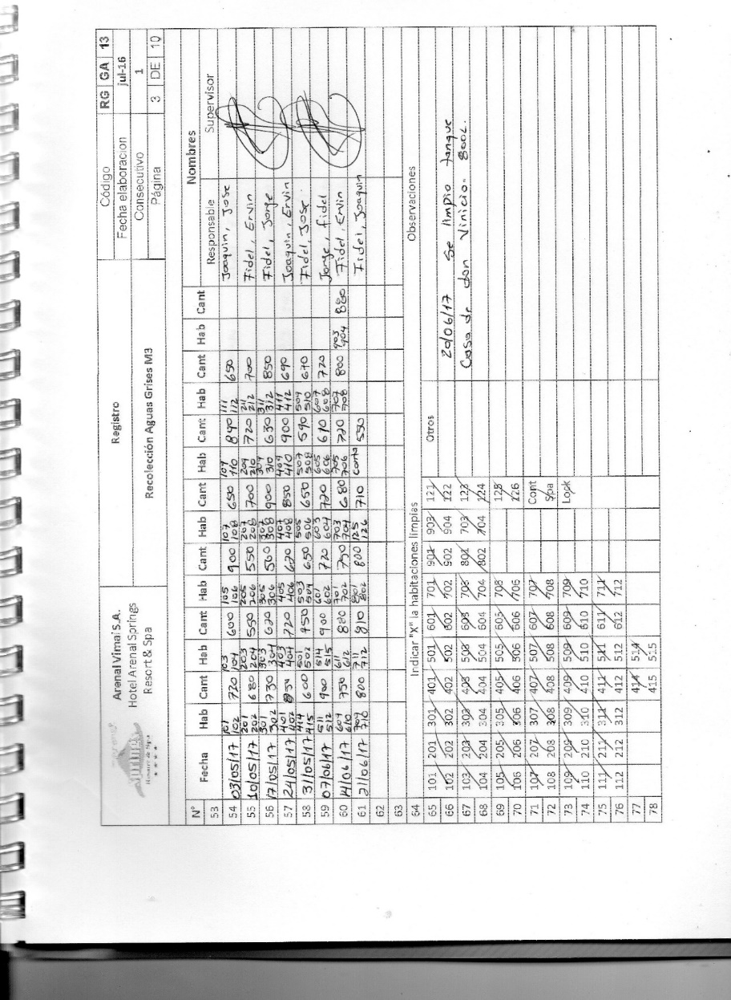 Arenal Vimal S.A.
Hotel Arenal Springs
Resort & Spa
Registro
Recolección Aguas Grises M3
Código RG GA 13
Fecha elaboracion jul-16
Consecutivo 1
Página 3 DE 10
N° Fecha Hab Cant Hab Cant Hab Cant Hab Cant Hab Cant Hab Cant Hab Cant Nombres
Responsable Supervisor
53
54 03/05/17 101 102 720 103 104 600 105 106 900 107 108 650 109 110 890 111 112 650 Joaquin, Jose
55 10/05/17 201 202 680 203 204 550 205 206 550 207 208 700 209 210 720 211 212 700 Fidel, Ervin
56 17/05/17 301 302 730 303 304 620 305 306 560 307 308 900 309 310 630 311 312 850 Fidel, Jorge
57 24/05/17 401 402 854 403 404 720 405 406 670 407 408 850 409 410 900 411 412 690 Joaquin, Ervin
58 31/05/17 414 415 600 501 502 450 503 504 650 505 506 650 507 508 590 509 510 670 Fidel, Jose
59 07/06/17 511 512 900 514 515 900 601 602 720 603 604 720 605 606 610 607 608 720 Jorge, fidel
60 14/06/17 609 610 750 611 612 880 701 702 750 703 704 680 705 706 720 707 708 800 903 904 880 Fidel, Ervin
61 21/06/17 709 710 800 711 712 910 801 802 800 125 126 710 550 Fidel, Joaquin
62
63
64 Indicar "X" la habitaciones limpias Otros Observaciones
65 101 201 301 401 501 601 701 901 903 121
66 102 202 302 402 502 602 702 902 904 122 20/06/17 Se limpio tanque
67 103 203 303 403 503 603 703 801 703 123 Casa de don Vinicio. 800L.
68 104 204 304 404 504 604 704 802 704 124
69 105 205 305 405 505 605 705 125
70 106 206 306 406 506 606 706 126
71 107 207 307 407 507 607 707 Cont
72 108 208 308 408 508 608 708 Spa
73 109 209 309 409 509 609 709
74 110 210 310 410 510 610 710
75 111 211 311 411 511 611 711
76 112 212 312 412 512 612 712
77 414 514
78 415 515